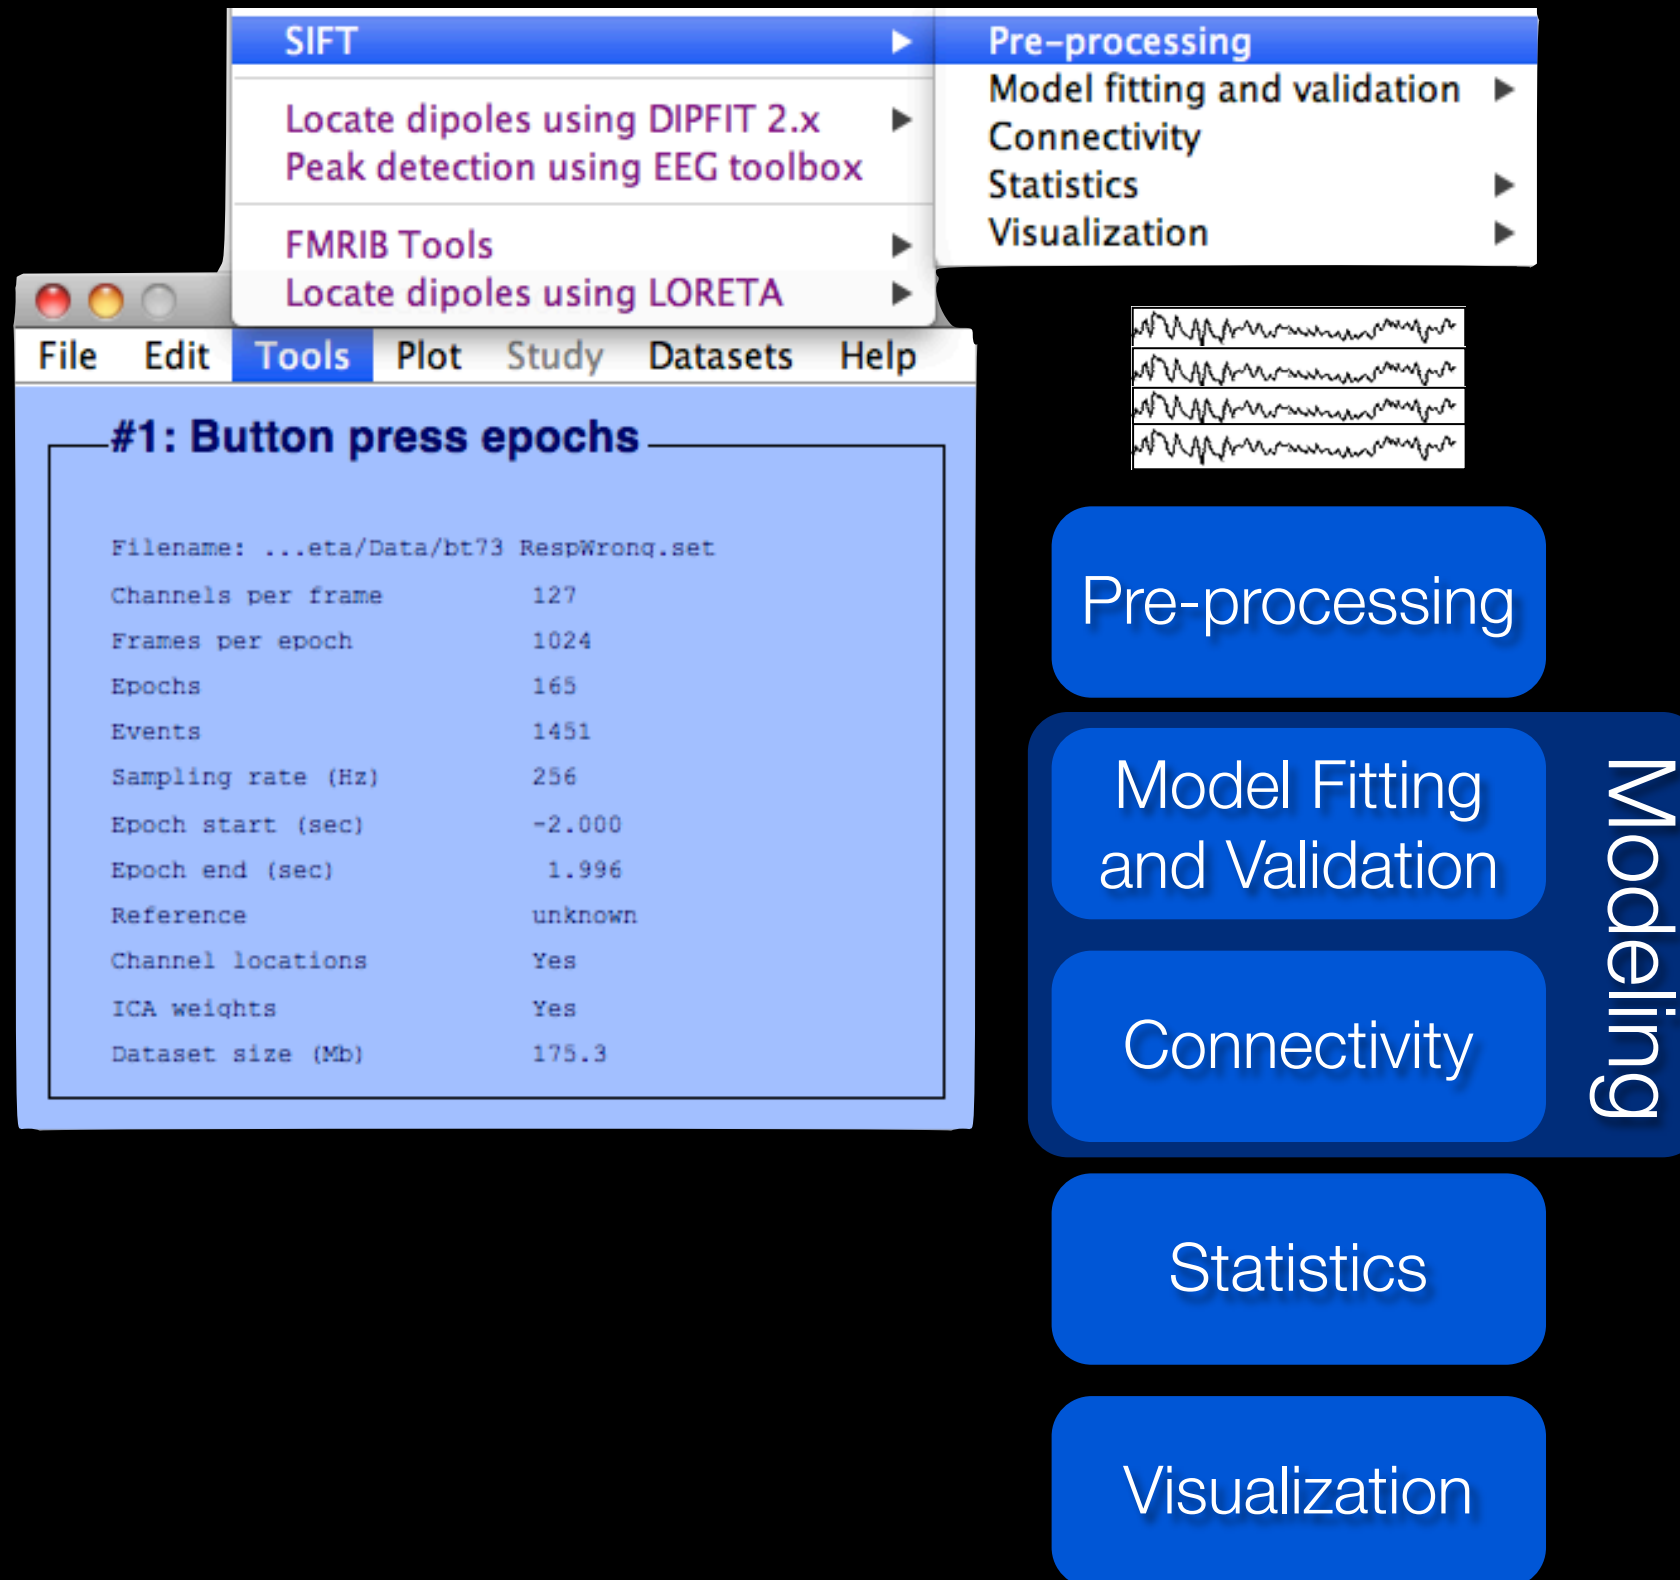 SIFT
Locate dipoles using DIPFIT 2.x
Peak detection using EEG toolbox
FMRIB Tools
Locate dipoles using LORETA
Pre-processing
Model fitting and validation
Connectivity
Statistics
Visualization
File Edit Tools Plot Study Datasets Help
#1: Button press epochs
Filename: ...eta/Data/bt73 RespWrong.set
Channels per frame 127
Frames per epoch 1024
Epochs 165
Events 1451
Sampling rate (Hz) 256
Epoch start (sec) -2.000
Epoch end (sec) 1.996
Reference unknown
Channel locations Yes
ICA weights Yes
Dataset size (Mb) 175.3
Pre-processing
Model Fitting
and Validation
Connectivity
Modeling
Statistics
Visualization